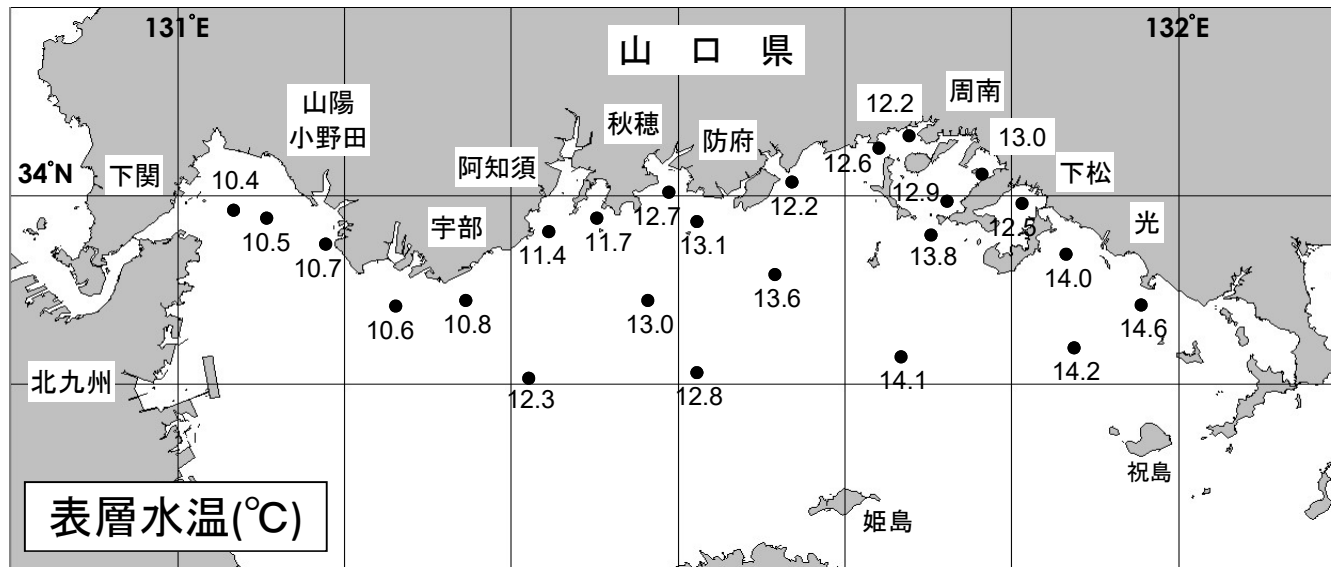 131°E
132°E
山口県
山陽
小野田
秋穂
防府
12.2
周南
13.0
12.6
下松
34°N
下関
10.4
阿知須
12.9
12.7
12.2
10.5
宇部
11.4
11.7
13.1
12.5
光
10.7
13.8
14.0
13.6
10.6
10.8
13.0
14.6
北九州
12.3
12.8
14.1
14.2
祝島
表層水温(℃)
姫島